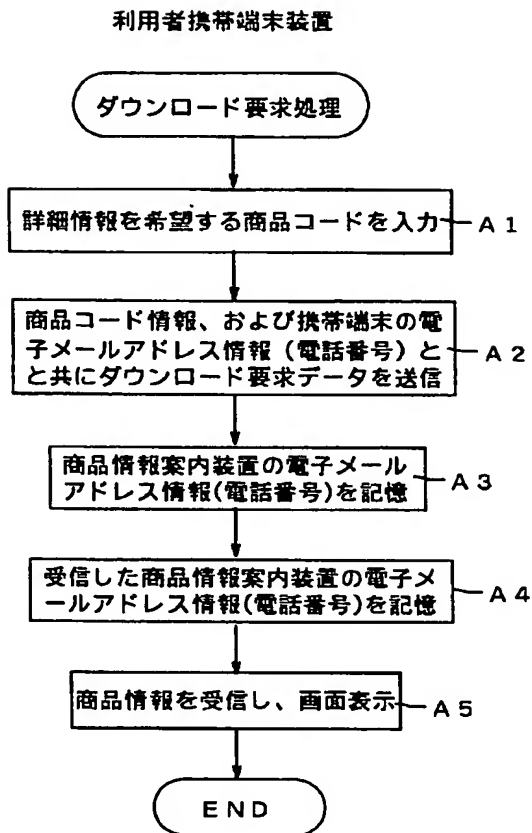 利用者携帯端末装置
ダウンロード要求処理
詳細情報を希望する商品コードを入力
A1
商品コード情報、および携帯端末の電
子メールアドレス情報(電話番号)と
と共にダウンロード要求データを送信
A2
商品情報案内装置の電子メール
アドレス情報(電話番号)を記憶
A3
受信した商品情報案内装置の電子メ
ールアドレス情報(電話番号)を記憶
A4
商品情報を受信し、画面表示
A5
END